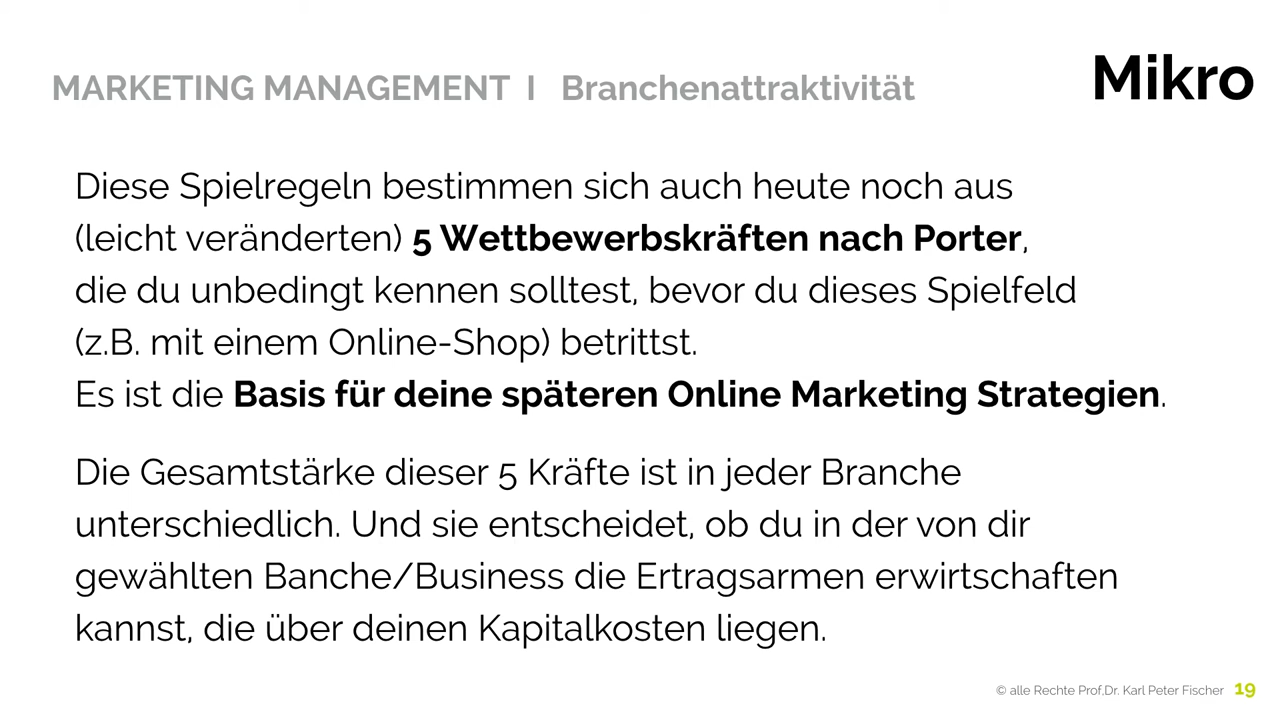 MARKETING MANAGEMENT I Branchenattraktivität
Mikro
Diese Spielregeln bestimmen sich auch heute noch aus
(leicht veränderten) 5 Wettbewerbskräften nach Porter,
die du unbedingt kennen solltest, bevor du dieses Spielfeld
(z.B. mit einem Online-Shop) betrittst.
Es ist die Basis für deine späteren Online Marketing Strategien.
Die Gesamtstärke dieser 5 Kräfte ist in jeder Branche
unterschiedlich. Und sie entscheidet, ob du in der von dir
gewählten Banche/Business die Ertragsarmen erwirtschaften
kannst, die über deinen Kapitalkosten liegen.
© alle Rechte Prof.Dr. Karl Peter Fischer 19